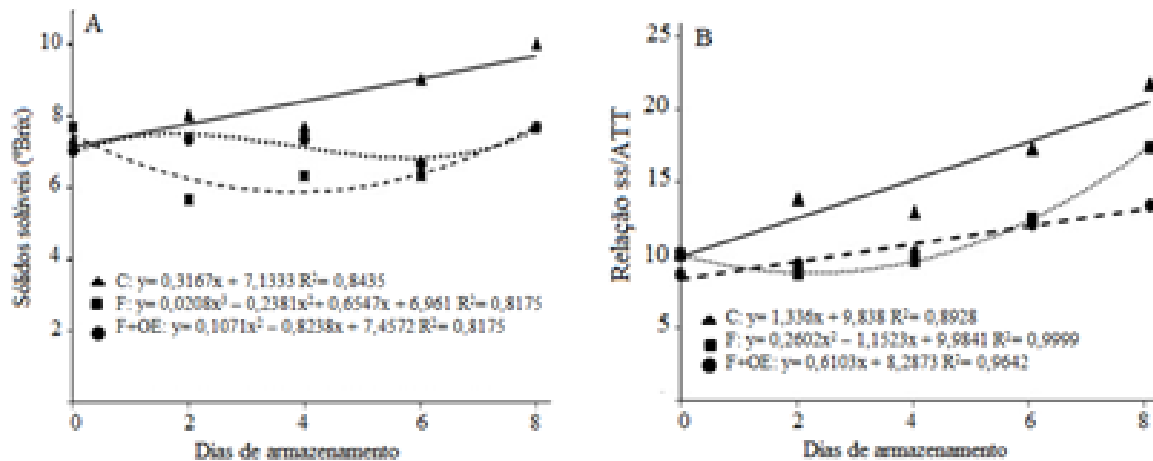 A
Sólidos solúveis (°Brix)
10
8
6
4
2
C: y= 0,3167x + 7,1333 R²= 0,8435
F: y= 0,0208x³ – 0,2381x²+ 0,6547x + 6,961 R²= 0,8175
F+OE: y= 0,1071x² – 0,8238x + 7,4572 R²= 0,8175
0 2 4 6 8
Dias de armazenamento
B
Relação ss/ATT
25
20
15
10
5
C: y= 1,336x + 9,838 R²= 0,8928
F: y= 0,2602x² – 1,1523x + 9,9841 R²= 0,9999
F+OE: y= 0,6103x + 8,2873 R²= 0,9642
0 2 4 6 8
Dias de armazenamento